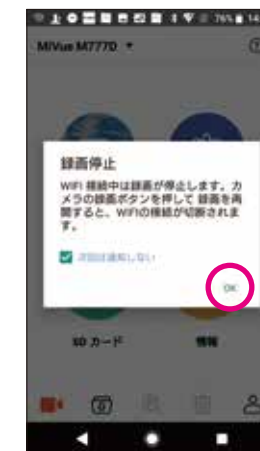 76% 14
MiVue M777D
録画停止
WiFi 接続中は録画が停止します。カ
メラの録画ボタンを押して 録画を再
開すると、WiFiの接続が切断されま
す。
次回は通知しない
OK
SD カード
情報